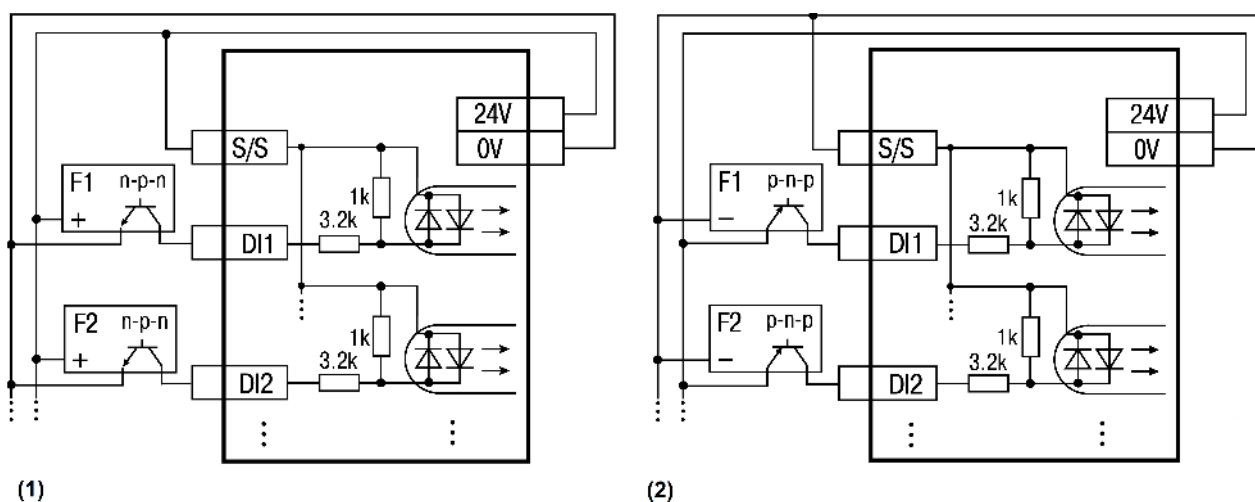 24V
0V
S/S
F1 n-p-n
+
1k
3.2k
DI1
F2 n-p-n
+
1k
3.2k
DI2
(1)
24V
0V
S/S
F1 p-n-p
−
1k
3.2k
DI1
F2 p-n-p
−
1k
3.2k
DI2
(2)